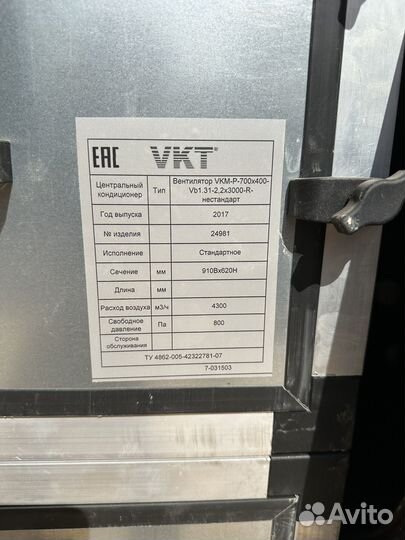 EAC VKT
Центральный кондиционер Тип Вентилятор VKM-P-700x400-
Vb1.31-2,2x3000-R-
нестандарт
Год выпуска 2017
№ изделия 24981
Исполнение Стандартное
Сечение мм 910Вх620Н
Длина мм
Расход воздуха м3/ч 4300
Свободное давление Па 800
Сторона обслуживания
ТУ 4862-005-42322781-07
7-031503
Avito